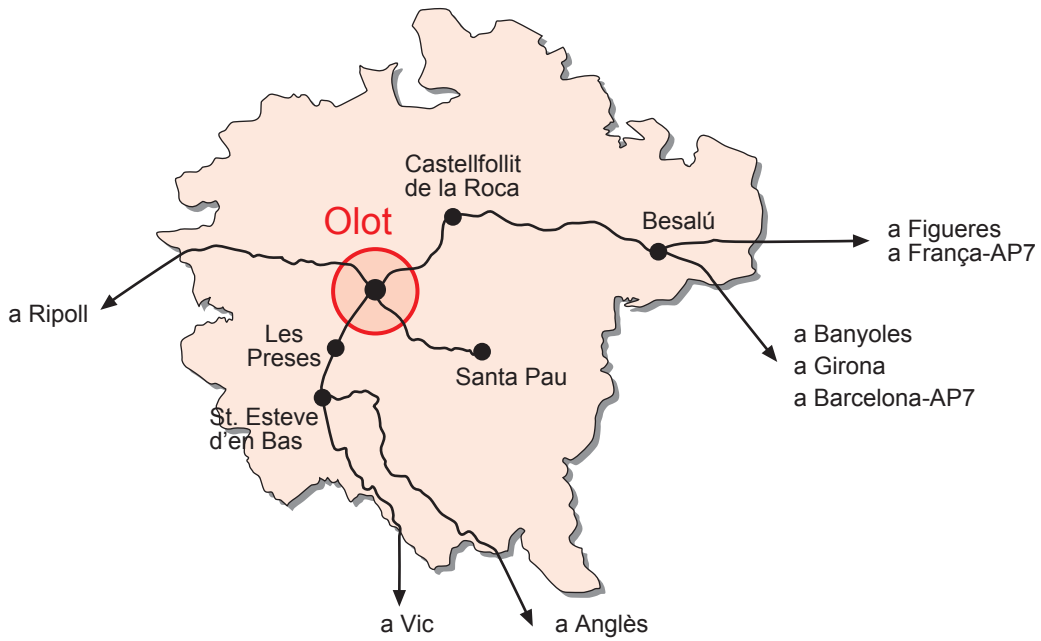 Castellfollit
de la Roca
Olot
Besalú
a Figueres
a França-AP7
a Ripoll
Les
Preses
Santa Pau
a Banyoles
a Girona
a Barcelona-AP7
St. Esteve
d'en Bas
a Vic
a Anglès